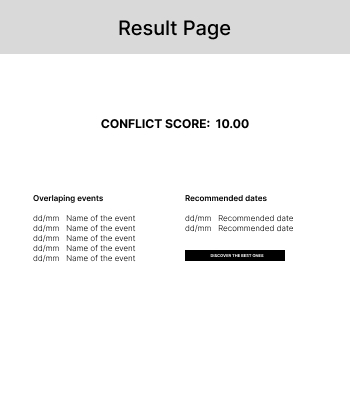 Result Page
CONFLICT SCORE: 10.00
Overlaping events
dd/mm Name of the event
dd/mm Name of the event
dd/mm Name of the event
dd/mm Name of the event
dd/mm Name of the event
Recommended dates
dd/mm Recommended date
dd/mm Recommended date
DISCOVER THE BEST ONES